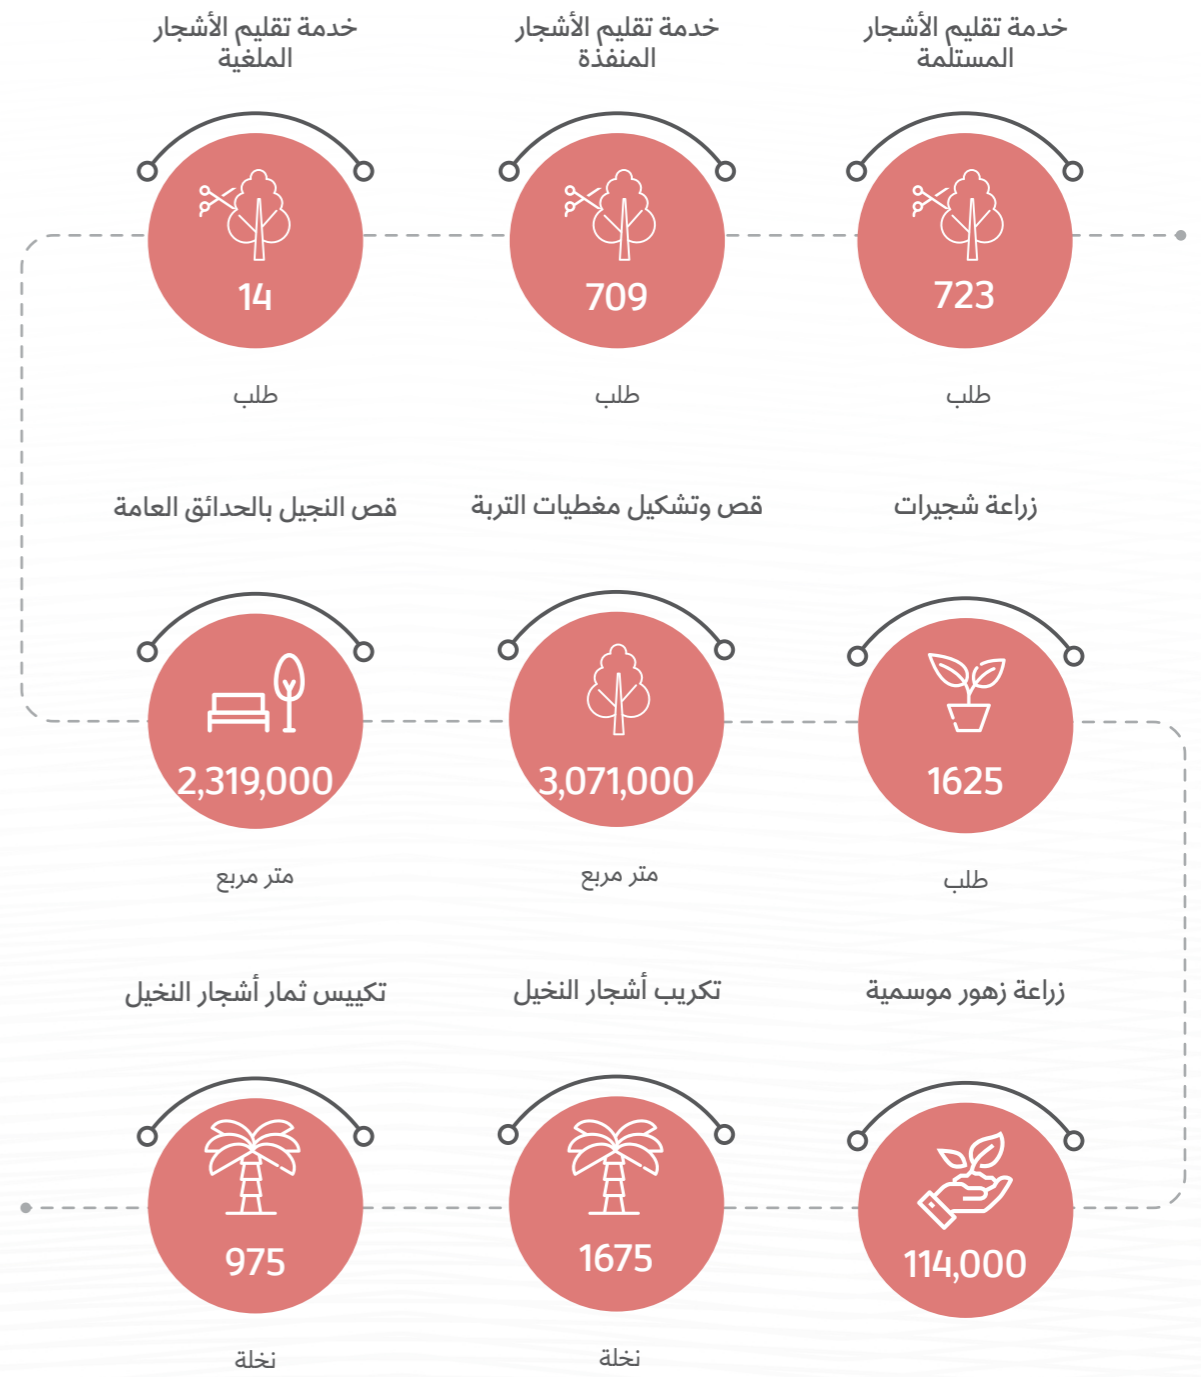 خدمة تقليم الأشجار
المستلمة
723
طلب
خدمة تقليم الأشجار
المنفذة
709
طلب
خدمة تقليم الأشجار
الملغية
14
طلب
زراعة شجيرات
1625
طلب
قص وتشكيل مغطيات التربة
3,071,000
متر مربع
قص النجيل بالحدائق العامة
2,319,000
متر مربع
زراعة زهور موسمية
114,000
تكريب أشجار النخيل
1675
نخلة
تكييس ثمار أشجار النخيل
975
نخلة